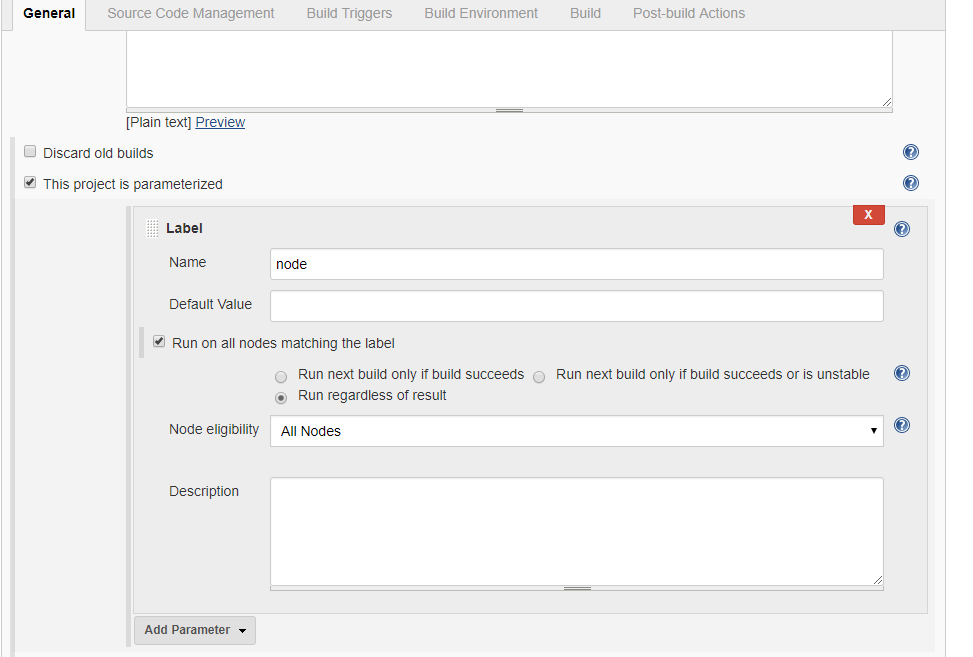 General Source Code Management Build Triggers Build Environment Build Post-build Actions
[Plain text] Preview
Discard old builds ?
This project is parameterized ?
X
Label ?
Name node
Default Value
Run on all nodes matching the label
Run next build only if build succeeds Run next build only if build succeeds or is unstable ?
Run regardless of result
Node eligibility All Nodes ?
Description
Add Parameter